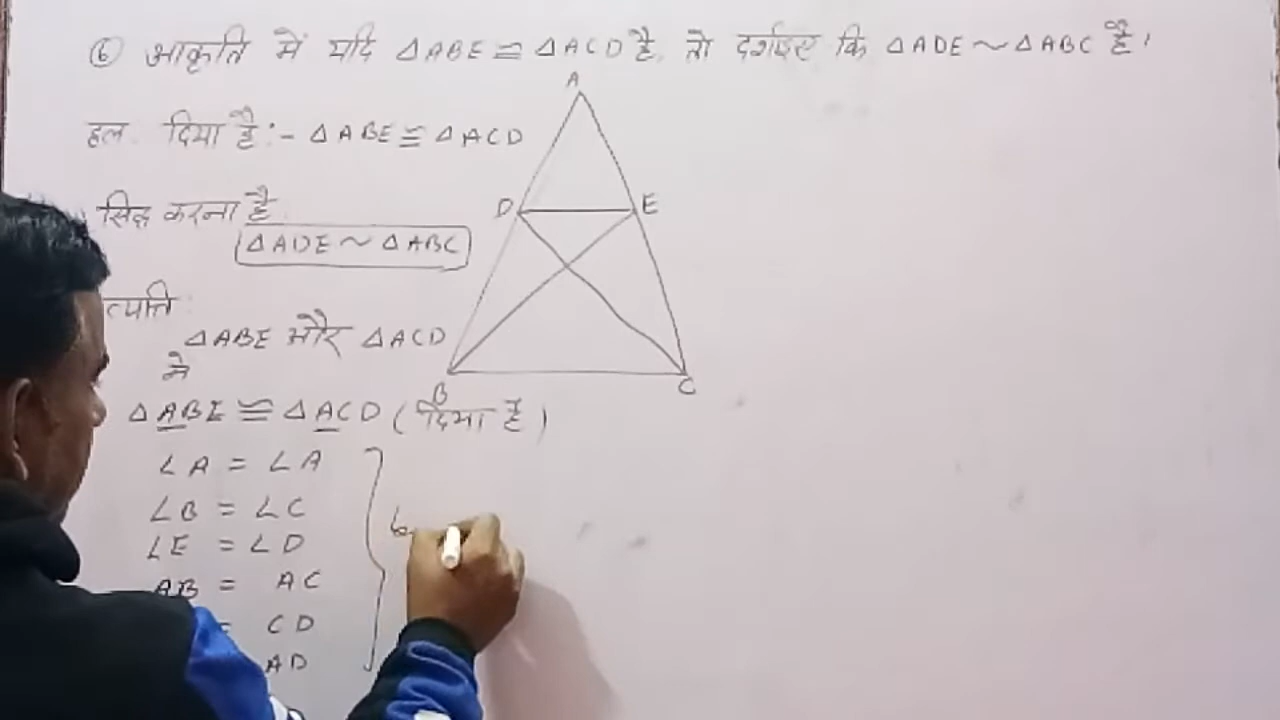 ⑥ आकृति में यदि △ABE ≅ △ACD है, तो दर्शाइए कि △ADE ~ △ABC है।
हल. दिया है:- △ABE ≅ △ACD
सिद्ध करना है
△ADE ~ △ABC
त्पत्ति:
△ABE और △ACD
में
△ABE ≅ △ACD (दिया है)
∠A = ∠A
∠B = ∠C
∠E = ∠D
AB = AC
= CD
AD
A
D
E
B
C